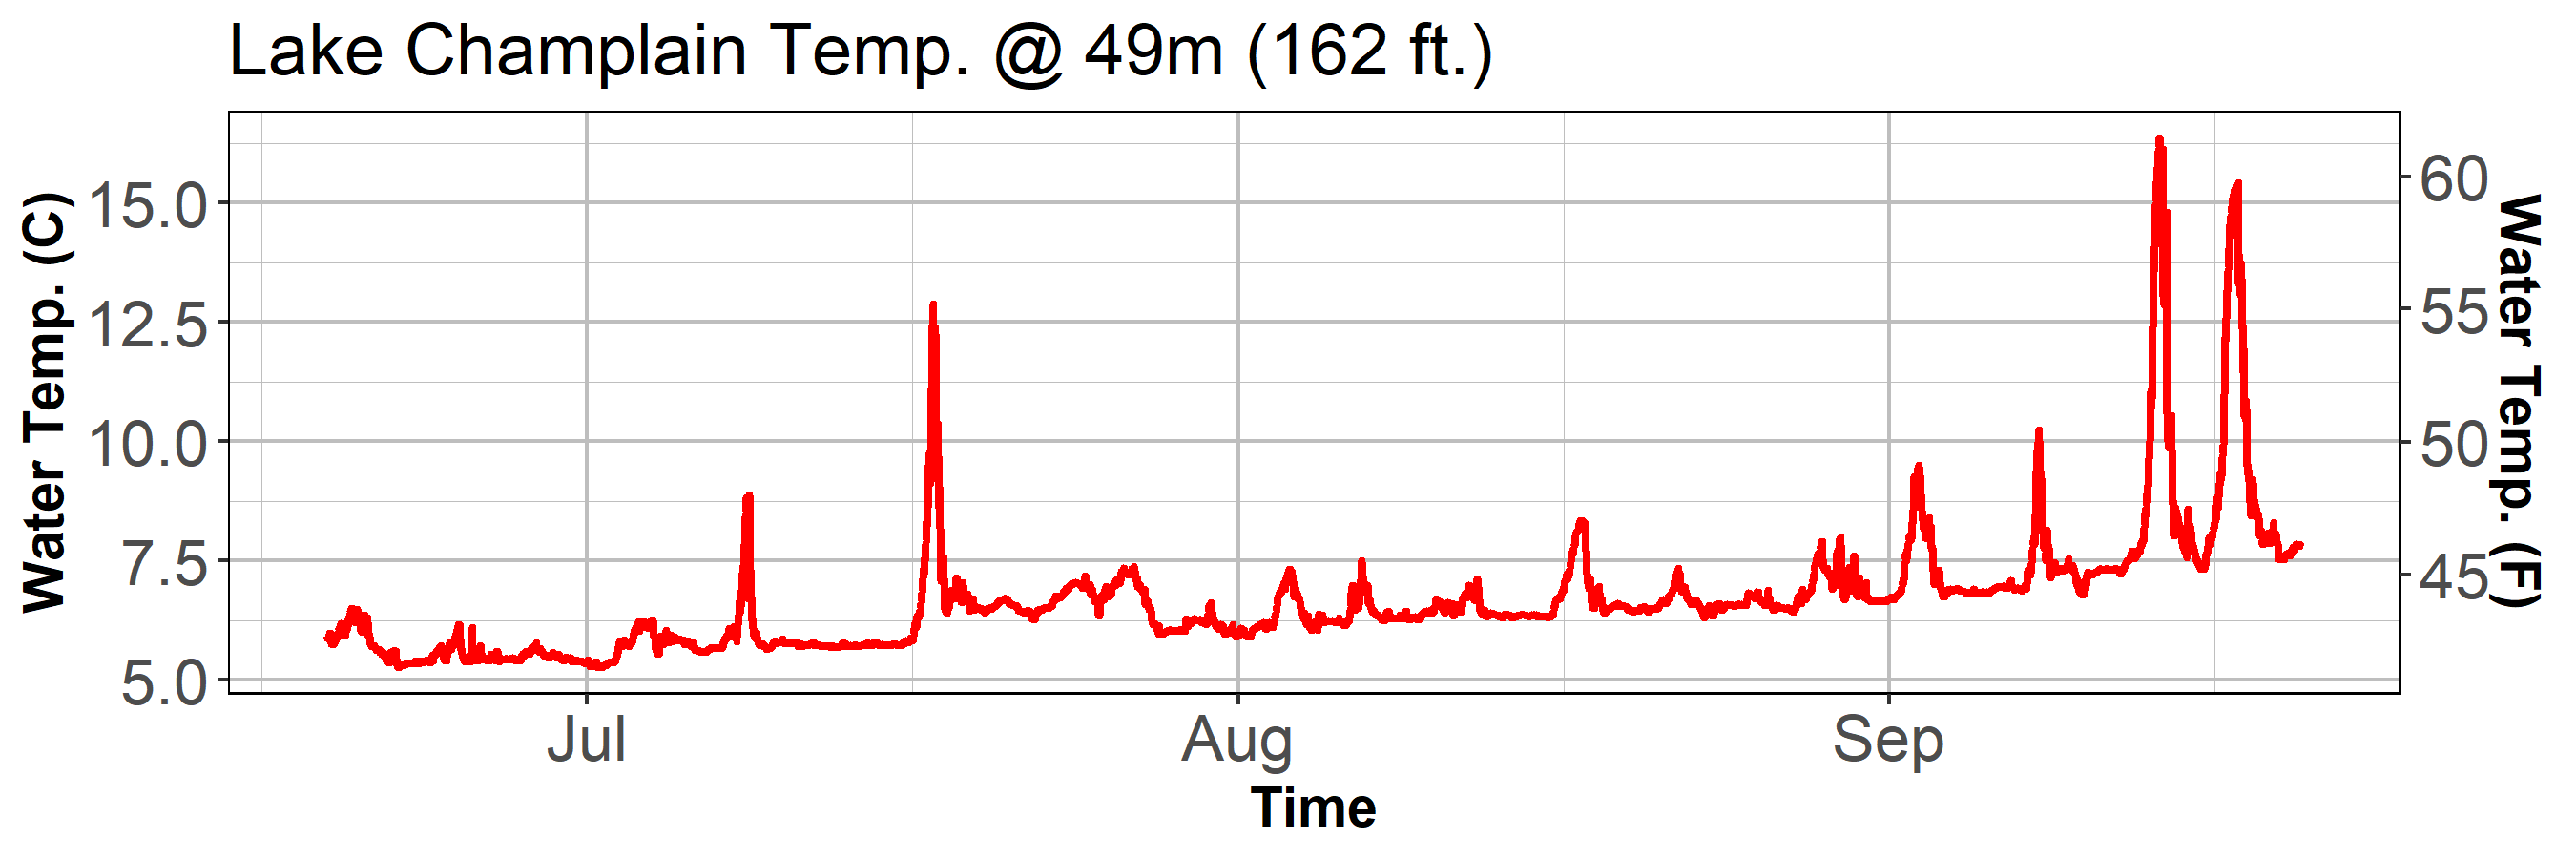 Lake Champlain Temp. @ 49m (162 ft.)
Water Temp. (C)
15.0
12.5
10.0
7.5
5.0
60
55
50
45
Water Temp. (F)
Jul Aug Sep
Time